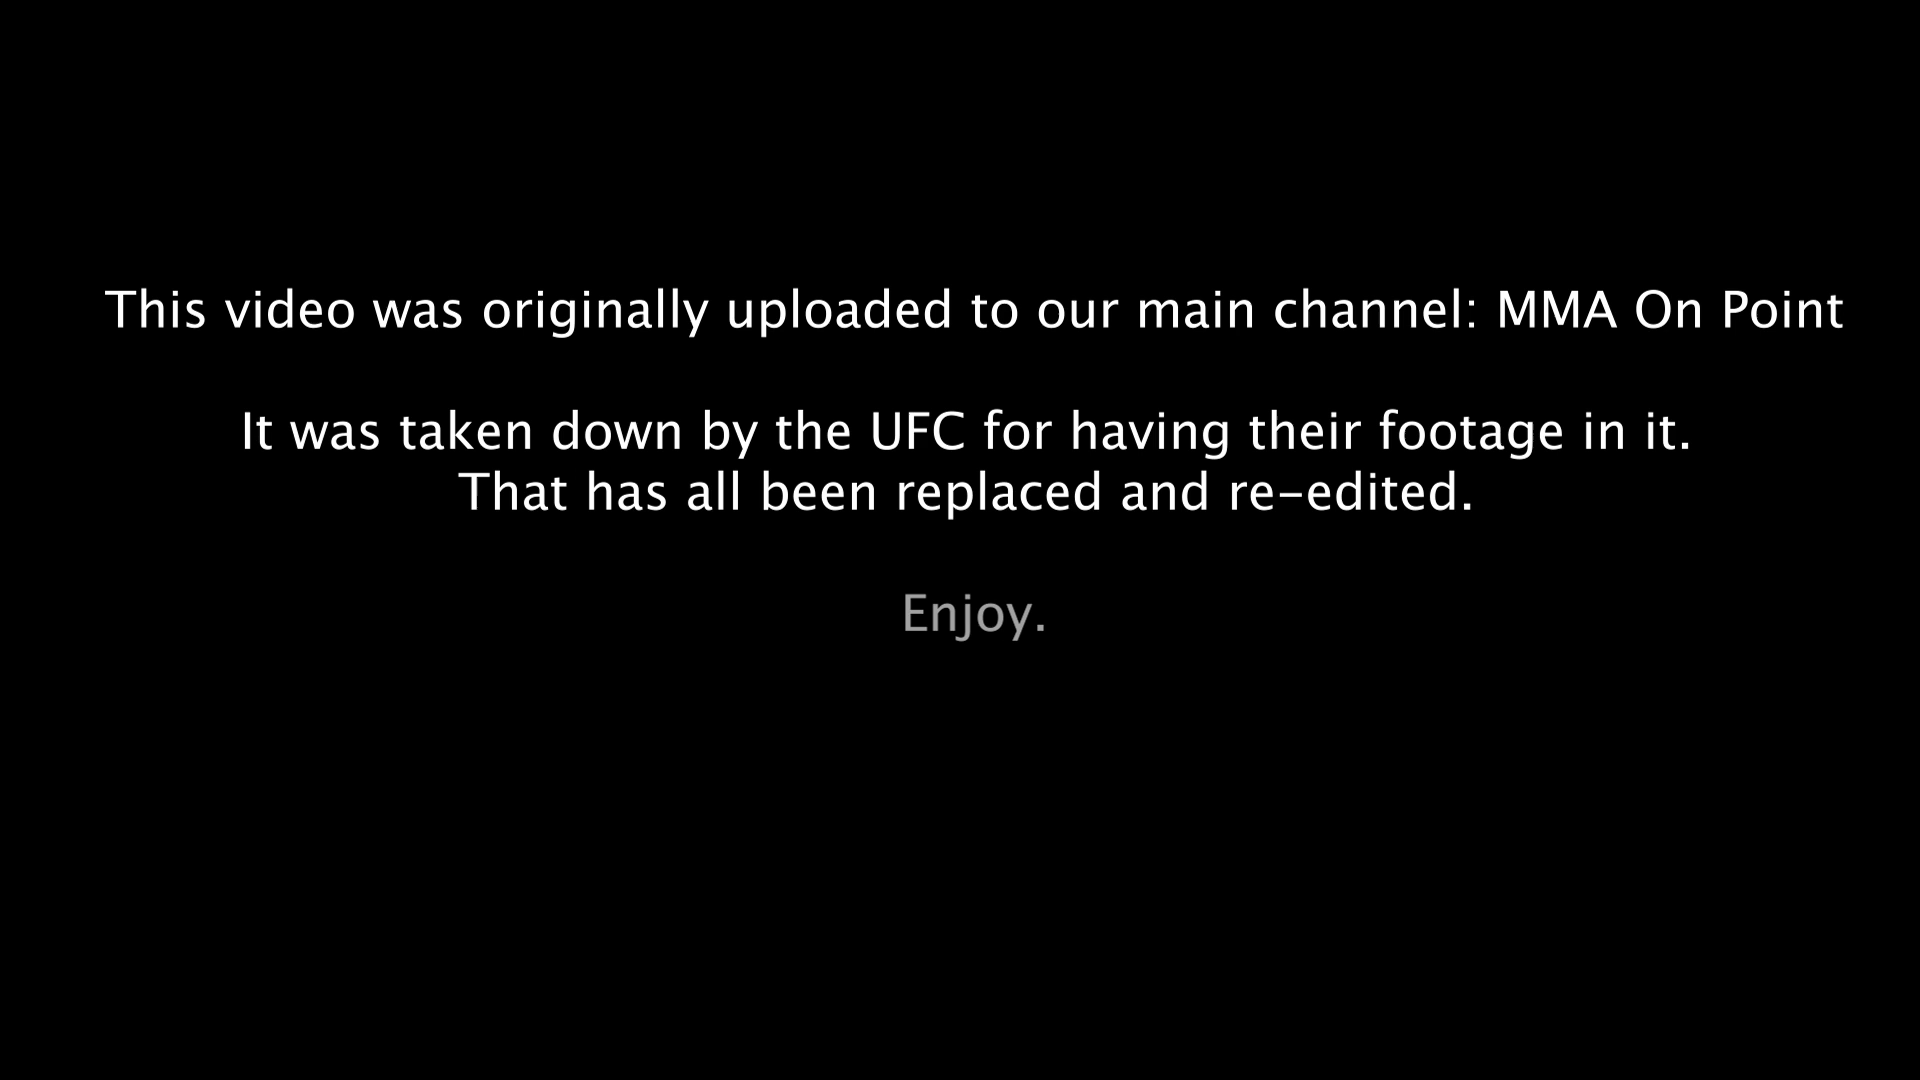 This video was originally uploaded to our main channel: MMA On Point
It was taken down by the UFC for having their footage in it.
That has all been replaced and re-edited.
Enjoy.